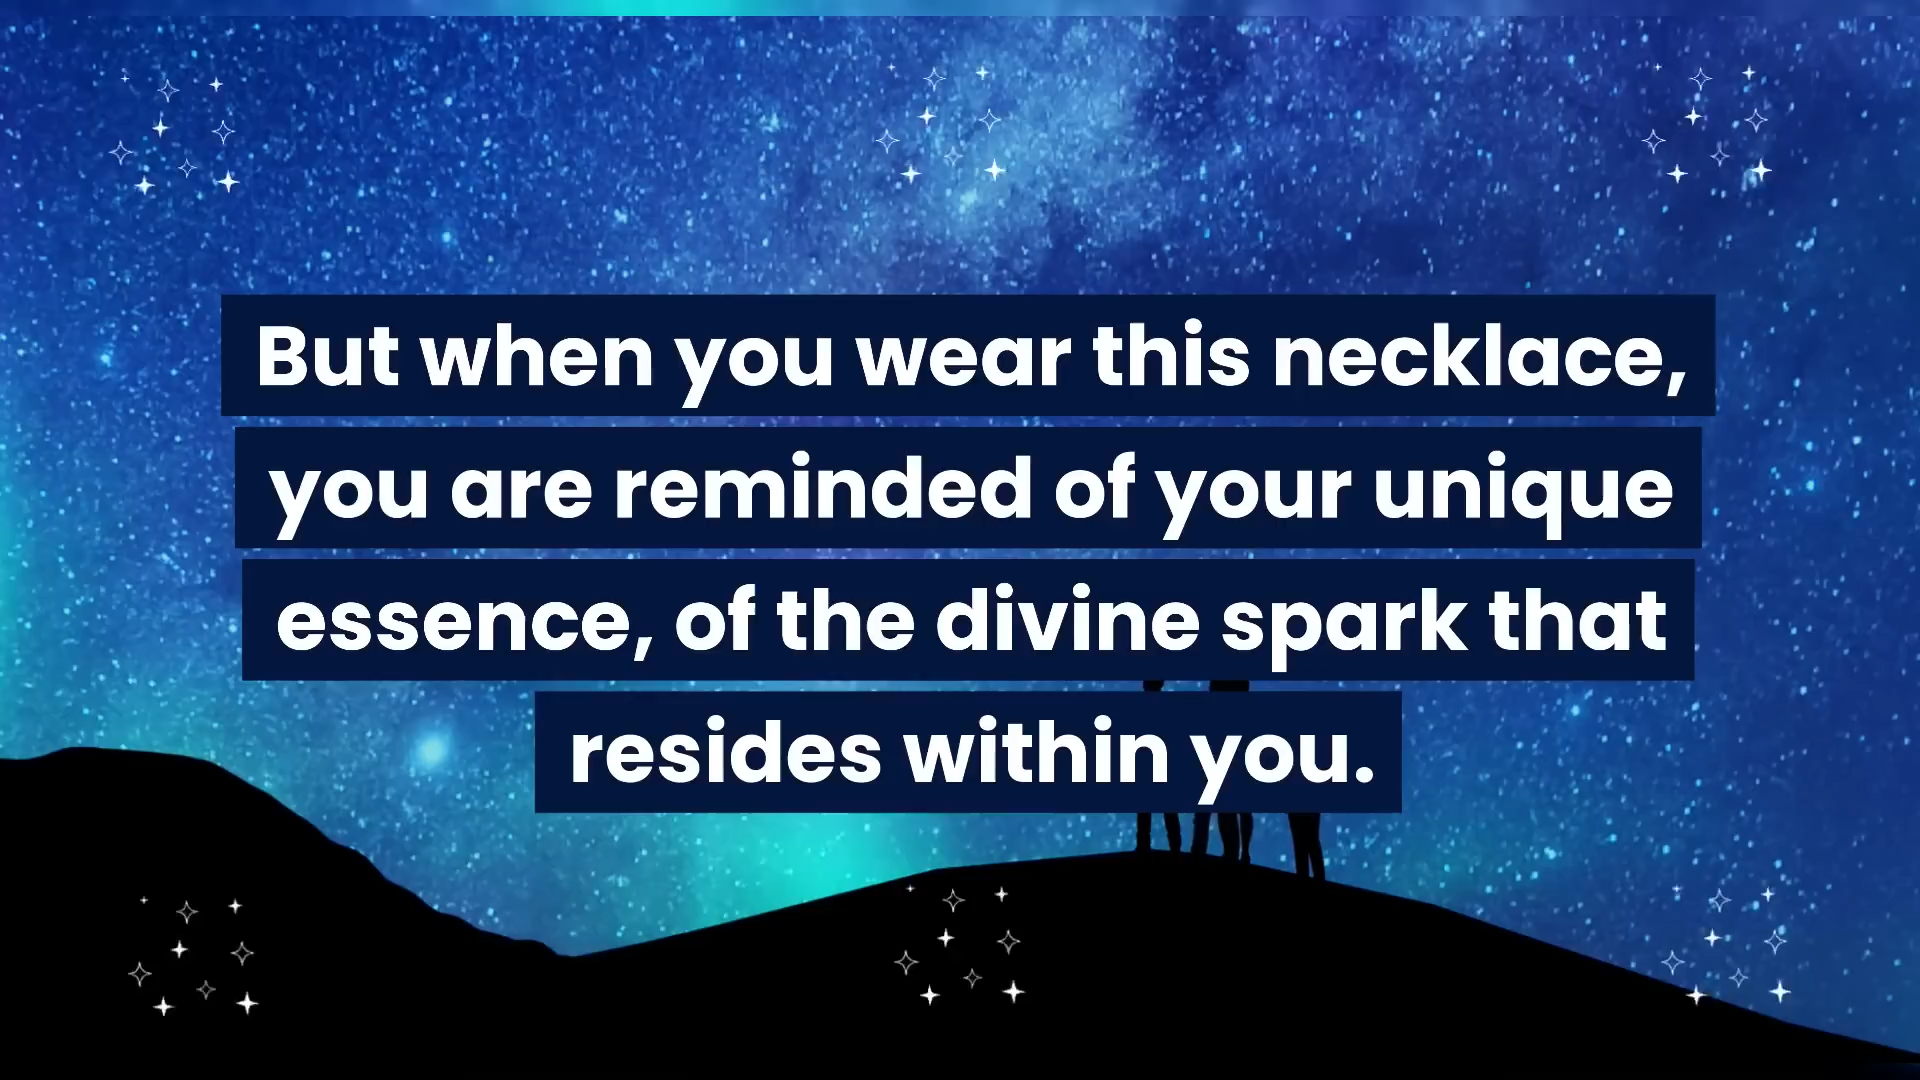 But when you wear this necklace,
you are reminded of your unique
essence, of the divine spark that
resides within you.